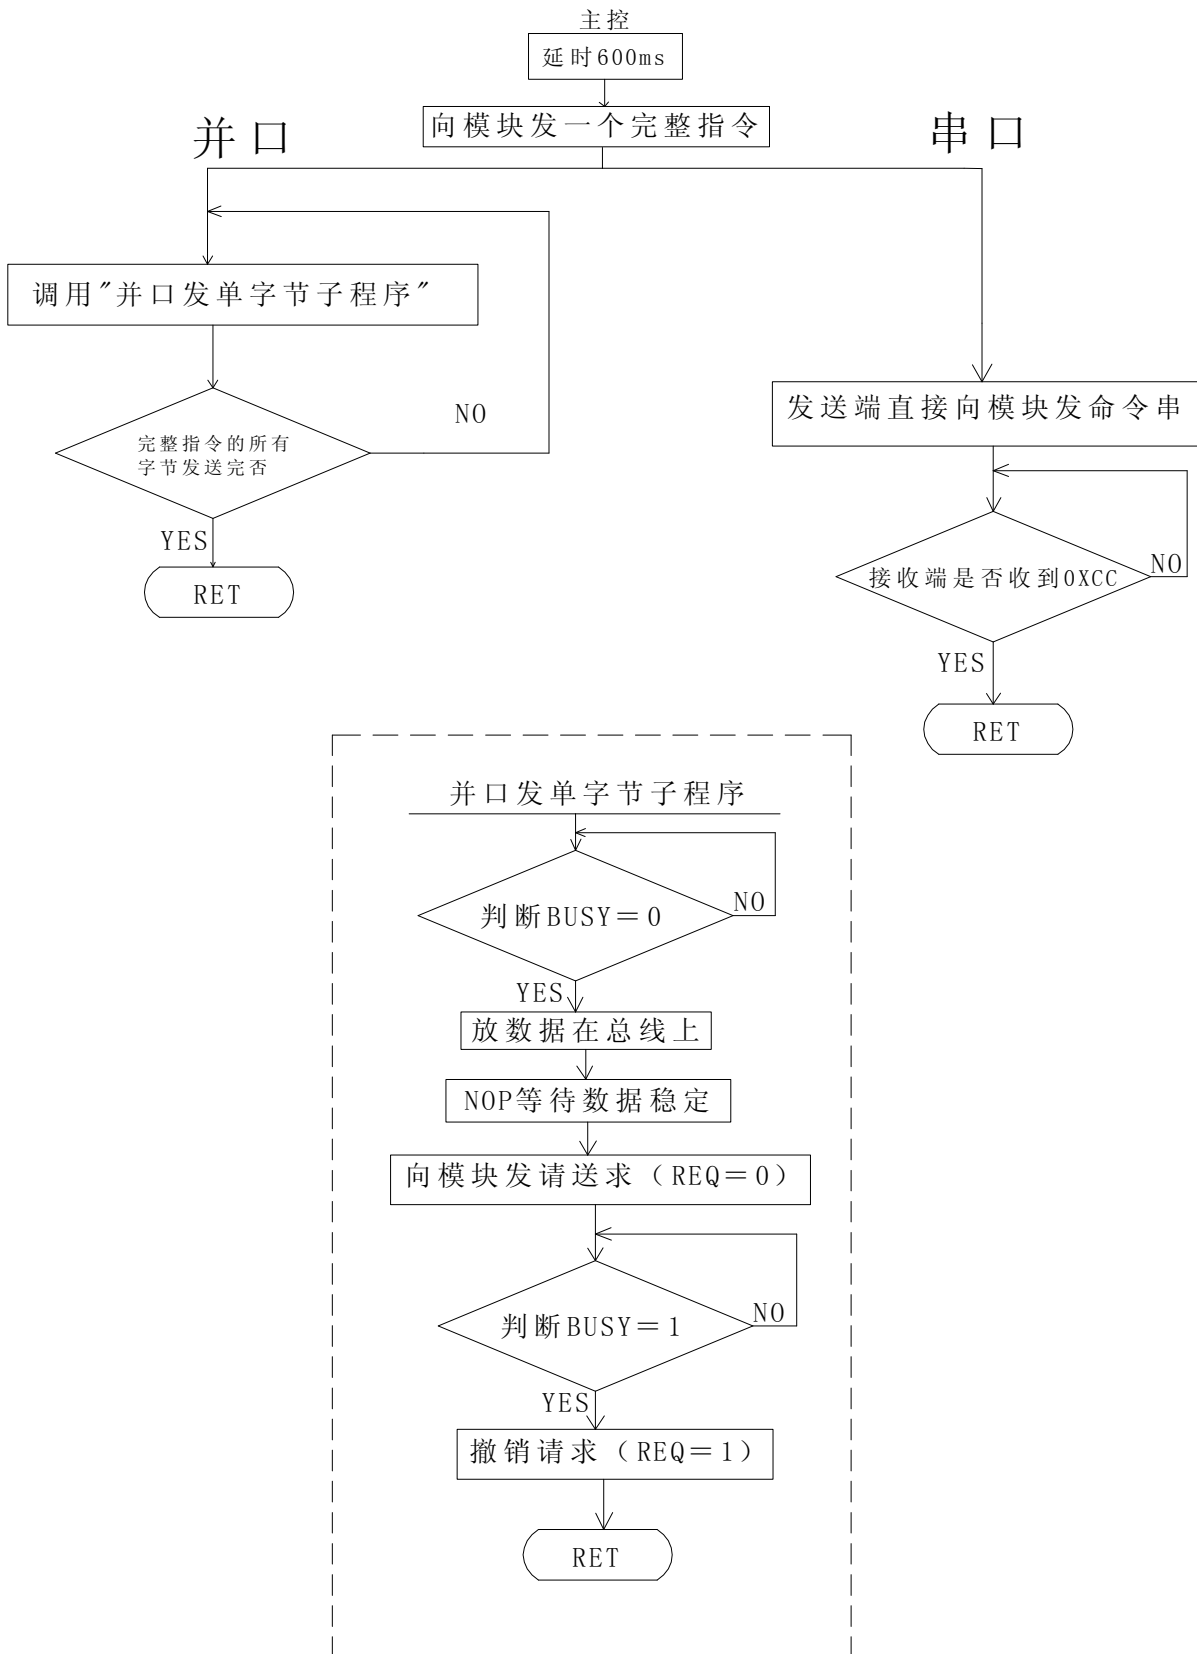 主控
延时600ms
向模块发一个完整指令
并口
串口
调用"并口发单字节子程序"
完整指令的所有
字节发送完否
NO
YES
RET
发送端直接向模块发命令串
接收端是否收到0XCC
NO
YES
RET
并口发单字节子程序
判断BUSY＝0
NO
YES
放数据在总线上
NOP等待数据稳定
向模块发请送求（REQ＝0）
判断BUSY＝1
NO
YES
撤销请求（REQ＝1）
RET